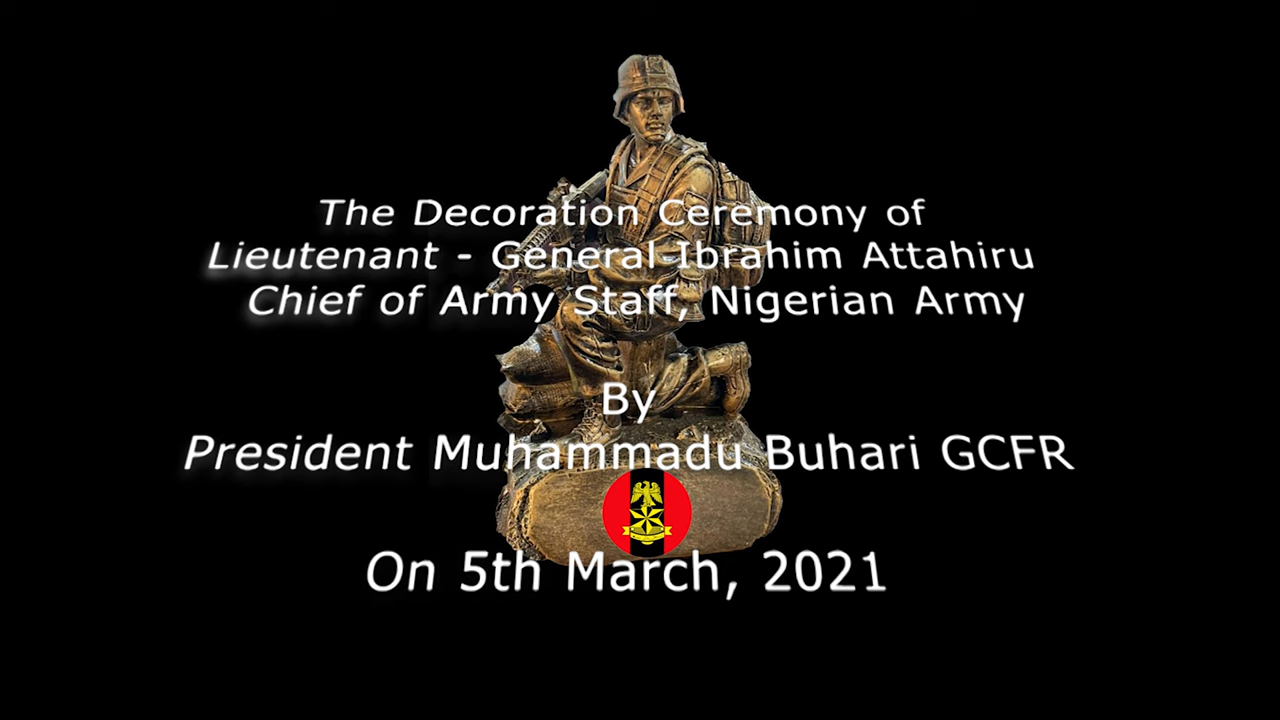 The Decoration Ceremony of
Lieutenant - General Ibrahim Attahiru
Chief of Army Staff, Nigerian Army
By
President Muhammadu Buhari GCFR
On 5th March, 2021